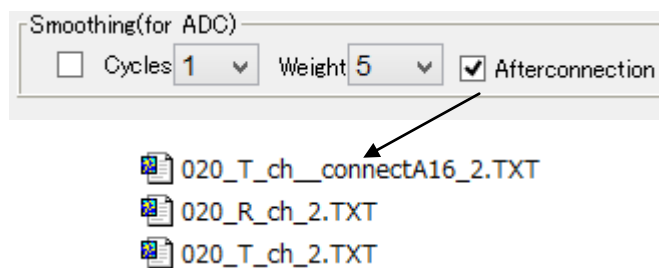 Smoothing(for ADC)
Cycles 1 Weight 5 Afterconnection
020_T_ch__connectA16_2.TXT
020_R_ch_2.TXT
020_T_ch_2.TXT